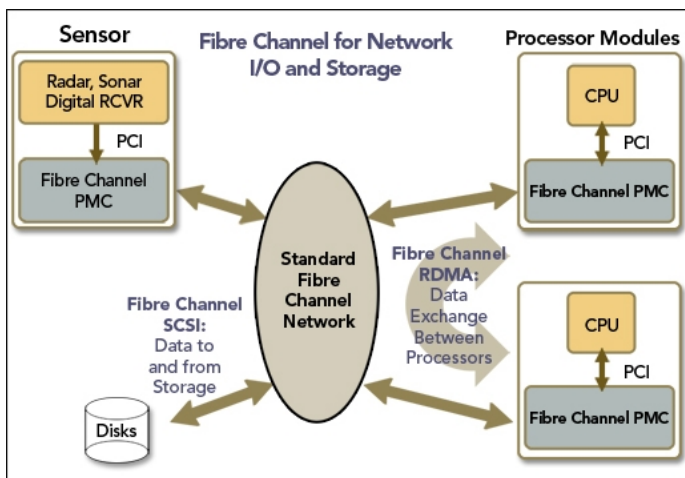 Sensor
Fibre Channel for Network
I/O and Storage
Processor Modules
Radar, Sonar
Digital RCVR
PCI
Fibre Channel
PMC
CPU
PCI
Fibre Channel PMC
Standard
Fibre
Channel
Network
Fibre Channel
RDMA:
Data
Exchange
Between
Processors
Fibre Channel
SCSI:
Data to
and from
Storage
Disks
CPU
PCI
Fibre Channel PMC